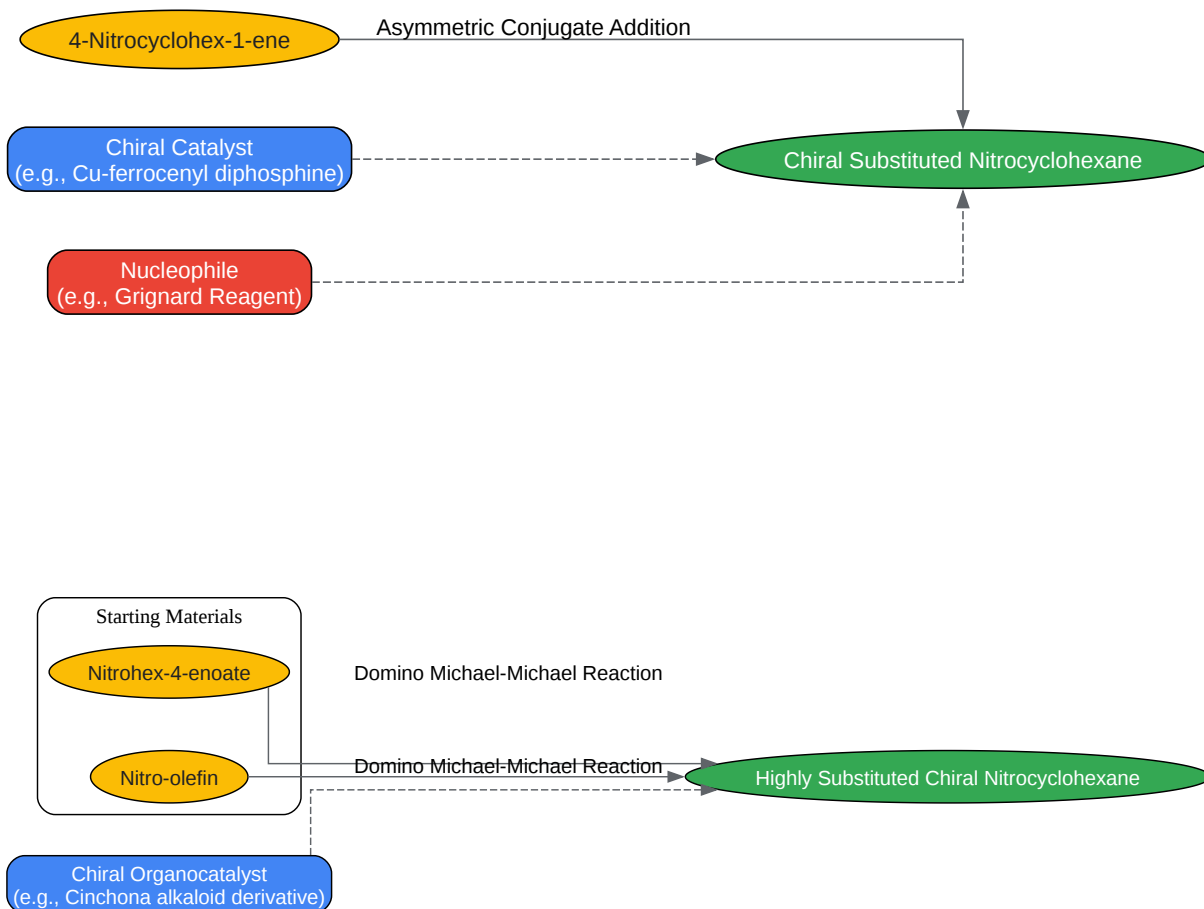 4-Nitrocyclohex-1-ene
Asymmetric Conjugate Addition
Chiral Catalyst
(e.g., Cu-ferrocenyl diphosphine)
Chiral Substituted Nitrocyclohexane
Nucleophile
(e.g., Grignard Reagent)
Starting Materials
Nitrohex-4-enoate
Domino Michael-Michael Reaction
Nitro-olefin
Domino Michael-Michael Reaction
Highly Substituted Chiral Nitrocyclohexane
Chiral Organocatalyst
(e.g., Cinchona alkaloid derivative)